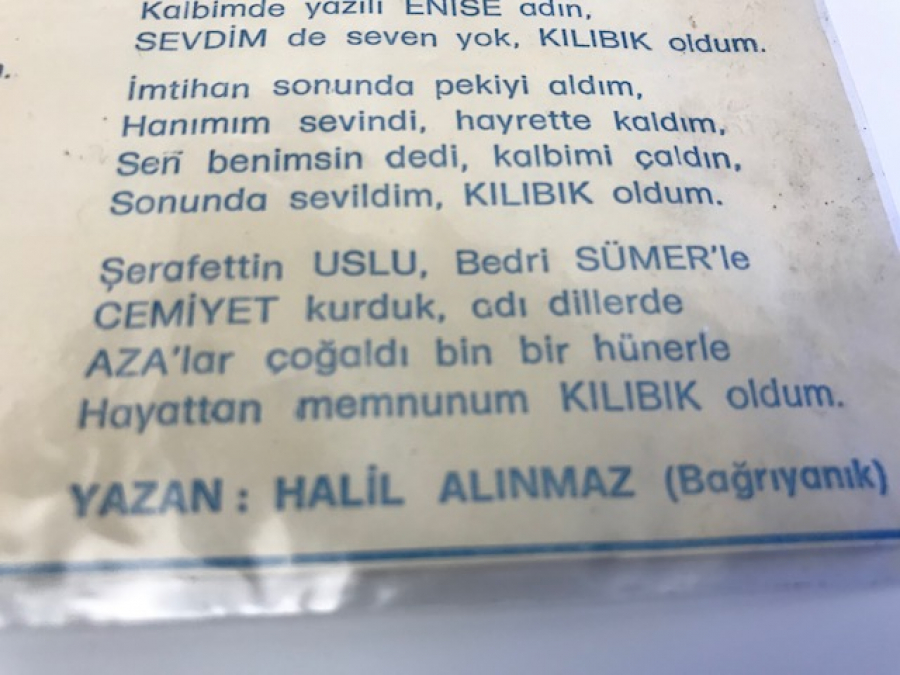 Kalbimde yazılı ENİSE adın,
SEVDİM de seven yok, KILIBIK oldum.
İmtihan sonunda pekiyi aldım,
Hanımım sevindi, hayrette kaldım,
Sen benimsin dedi, kalbimi çaldın,
Sonunda sevildim, KILIBIK oldum.
Şerafettin USLU, Bedri SÜMER'le
CEMİYET kurduk, adı dillerde
AZA'lar çoğaldı bin bir hünerle
Hayattan memnunum KILIBIK oldum.
YAZAN : HALİL ALINMAZ (Bağrıyanık)